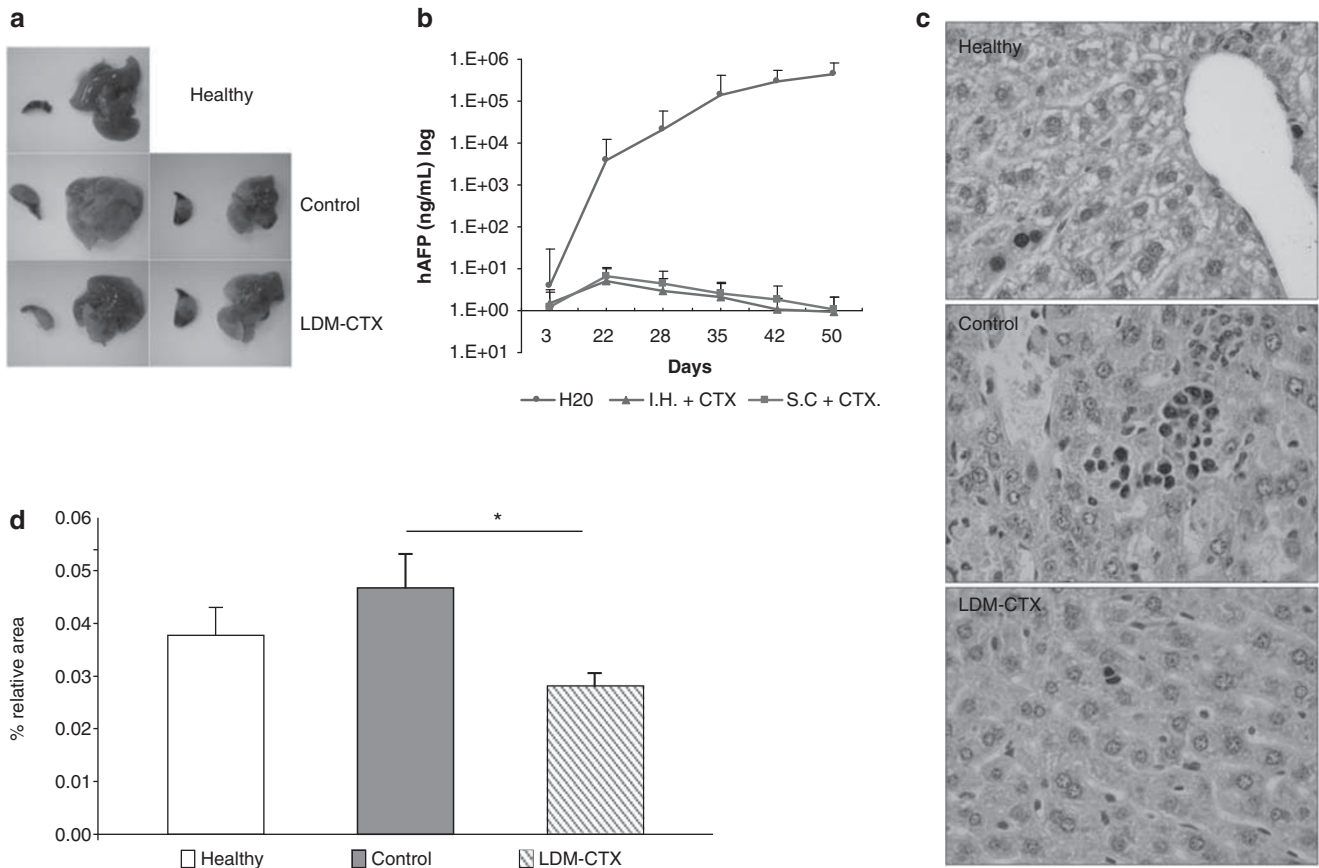 a
Healthy
Control
LDM-CTX
b
hAFP (ng/mL) log
1.E+06
1.E+05
1.E+04
1.E+03
1.E+02
1.E+01
1.E+00
1.E+01
3 22 28 35 42 50
Days
H20 I.H. + CTX S.C + CTX.
c
Healthy
Control
LDM-CTX
d
% relative area
0.06
0.05
0.04
0.03
0.02
0.01
0.00
*
Healthy Control LDM-CTX